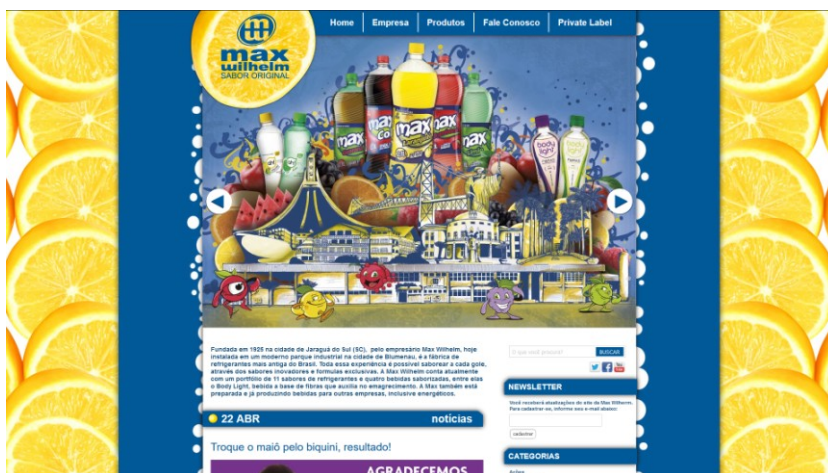 max
wilhelm
SABOR ORIGINAL
Home
Empresa
Produtos
Fale Conosco
Private Label
max
Co
max
max
max
max
body
light
Fundada em 1925 na cidade de Jaraguá do Sul (SC), pelo empresário Max Wilhelm, hoje
instalada em um moderno parque industrial na cidade de Blumenau, é a fábrica de
refrigerantes mais antiga do Brasil. Toda essa experiência é possível saborear a cada gole,
através dos sabores inovadores e formulas exclusivas. A Max Wilhelm conta atualmente
com um portfólio de 11 sabores de refrigerantes e quatro bebidas saborizadas, entre elas
o Body Light, bebida a base de fibras que auxilia no emagrecimento. A Max também está
preparada e já produzindo bebidas para outras empresas, inclusive energéticos.
O que você procura?
BUSCAR
NEWSLETTER
Você receberá atualizações do site da Max Wilhelm.
Para cadastrar-se, informe seu e-mail abaixo:
cadastrar
22 ABR
notícias
Troque o maiô pelo biquini, resultado!
AGRADECEMOS
CATEGORIAS
Ações